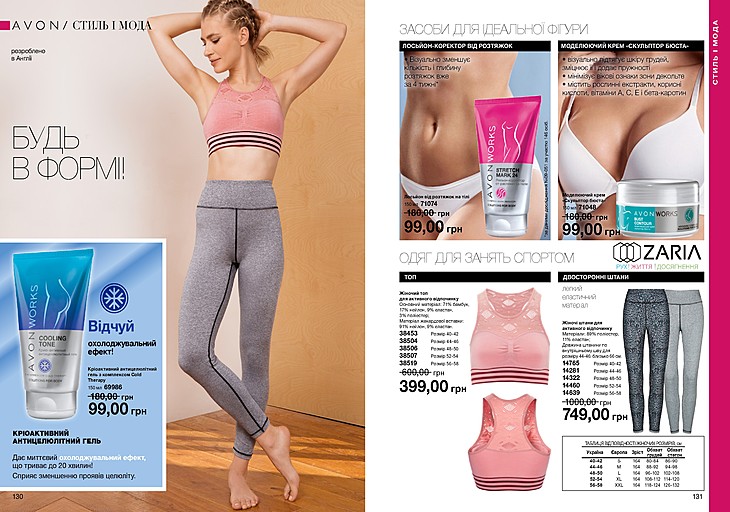 AVON / СТИЛЬ І МОДА
розроблено
в Англії
БУДЬ
В ФОРМІ!
AVON WORKS
COOLING
TONE
Відчуй
охолоджувальний
ефект!
Кріоактивний антицелюлітний
гель з комплексом Cold
Therapy
150 мл 69986
180,00 грн
99,00 грн
КРІОАКТИВНИЙ
АНТИЦЕЛЮЛІТНИЙ ГЕЛЬ
Дає миттєвий охолоджувальний ефект,
що триває до 20 хвилин!
Сприяє зменшенню проявів целюліту.
130
ЗАСОБИ ДЛЯ ІДЕАЛЬНОЇ ФІГУРИ
ЛОСЬЙОН-КОРЕКТОР ВІД РОЗТЯЖОК
• Візуально зменшує
кількість і глибину
розтяжок вже
за 4 тижні*
AVON WORKS
STRETCH
MARK 24
Лосьйон від розтяжок на тілі
150 мл 71074
180,00 грн
99,00 грн
МОДЕЛЮЮЧИЙ КРЕМ «СКУЛЬПТОР БЮСТА»
• візуально підтягує шкіру грудей,
зміцнює її і додає пружності
• мінімізує вікові ознаки зони декольте
• містить рослинні екстракти, корисні
кислоти, вітаміни А, С, Е і бета-каротин
AVON WORKS
BUST
CONTOUR
Моделюючий крем
«Скульптор бюста»
150 мл 71048
180,00 грн
99,00 грн
СТИЛЬ І МОДА
ZARIA
РУХ!ЖИТТЯ!ДОСЯГНЕННЯ
ОДЯГ ДЛЯ ЗАНЯТЬ СПОРТОМ
ТОП
Жіночий топ
для активного відпочинку
Основний матеріал: 71% бамбук,
17% нейлон, 9% еластан,
3% поліестер,
Матеріал жакардової вставки:
91% нейлон, 9% еластан.
38453 Розмір 40-42
38504 Розмір 44-46
38506 Розмір 48-50
38507 Розмір 52-54
38519 Розмір 56-58
600,00 грн
399,00 грн
ДВОСТОРОННІ ШТАНИ
легкий
еластичний
матеріал
Жіночі штани для
активного відпочинку
Матеріали: 89% поліестер,
11% еластан;
Довжина штанини по
внутрішньому шву для
розміру 44-46: близько 66 см.
14765 Розмір 40-42
14281 Розмір 44-46
14322 Розмір 48-50
14460 Розмір 52-54
14639 Розмір 56-58
1000,00 грн
749,00 грн
ТАБЛИЦЯ ВІДПОВІДНОСТІ ЖІНОЧИХ РОЗМІРІВ, см
Україна Європа Зріст Обхват грудей Обхват стегон
40-42 S 164 80-84 86-90
44-46 M 164 88-92 94-98
48-50 L 164 96-102 102-108
52-54 XL 164 108-112 114-120
56-58 XXL 164 118-124 126-132
131